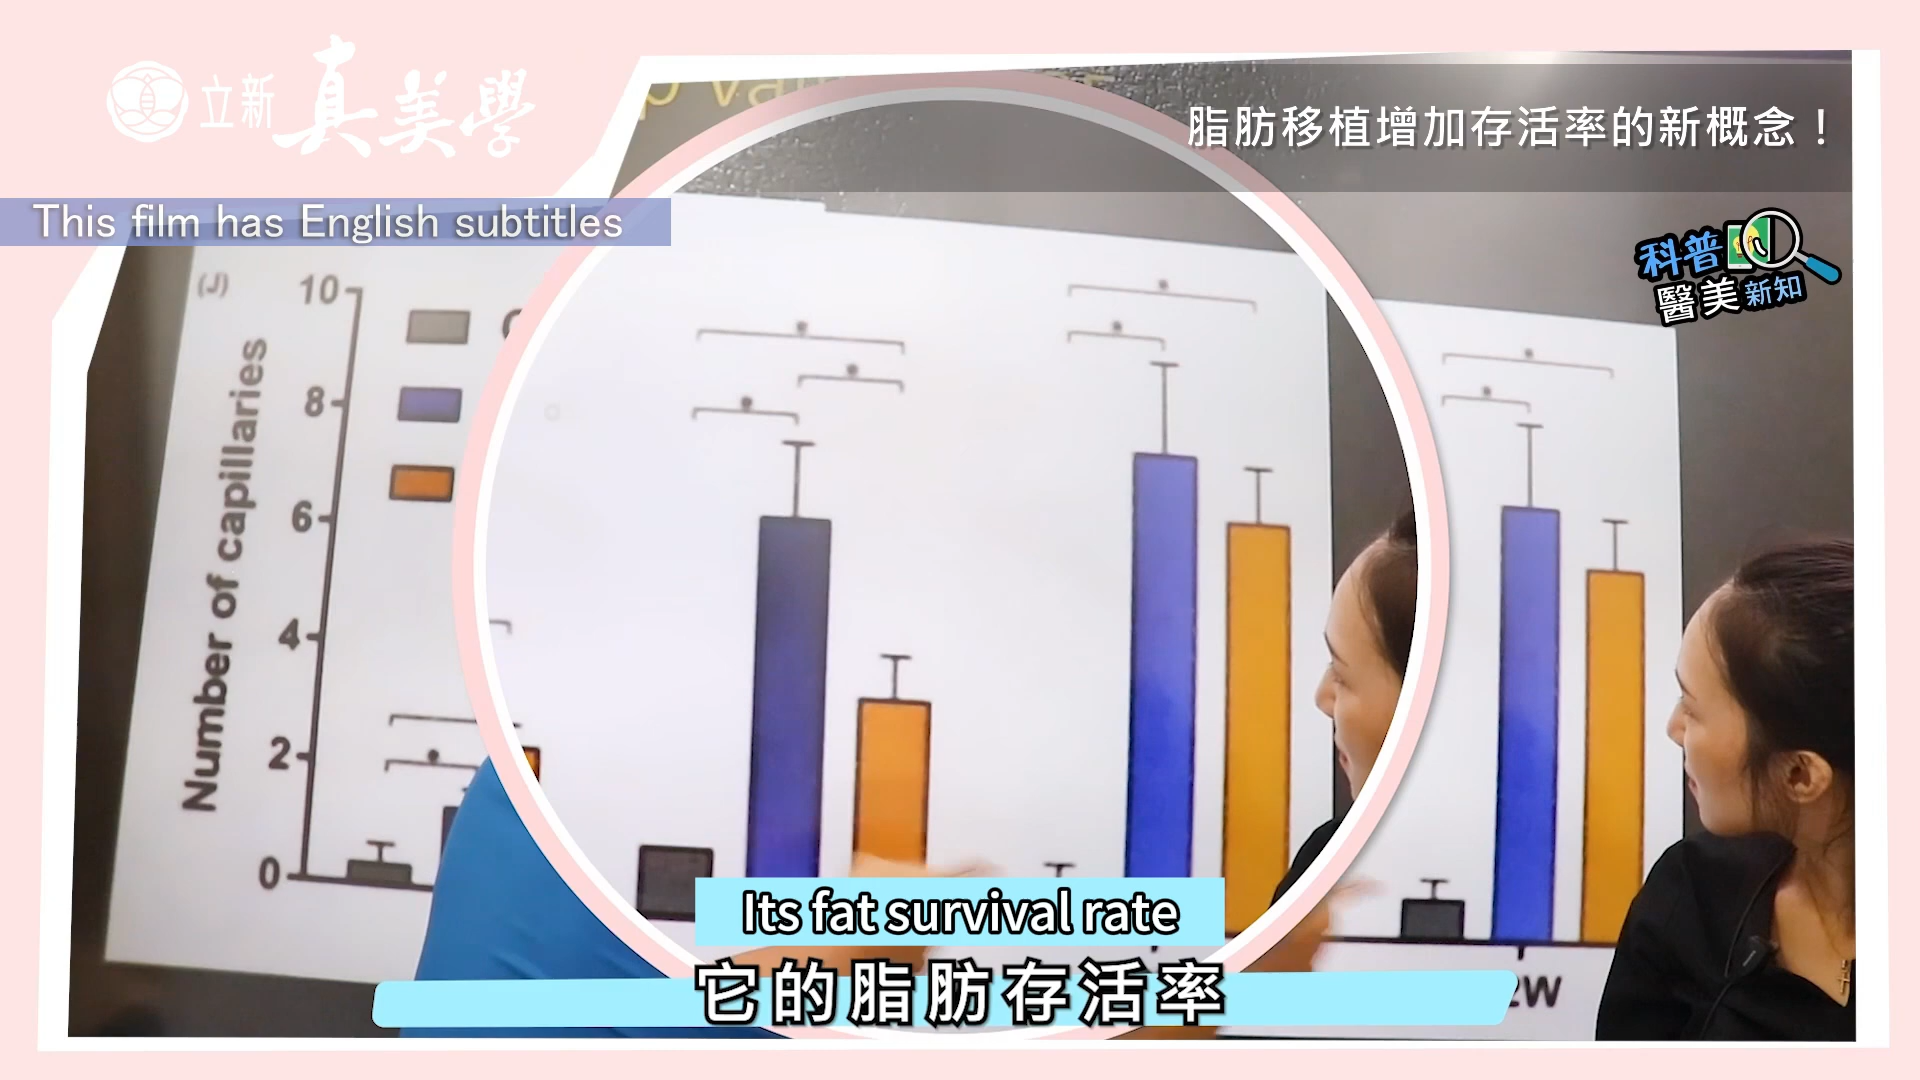 立新真美學
p val
脂肪移植增加存活率的新概念！
This film has English subtitles
科普
醫美新知
(J)
10
8
6
4
2
0
Number of capillaries
Its fat survival rate
它的脂肪存活率
2W